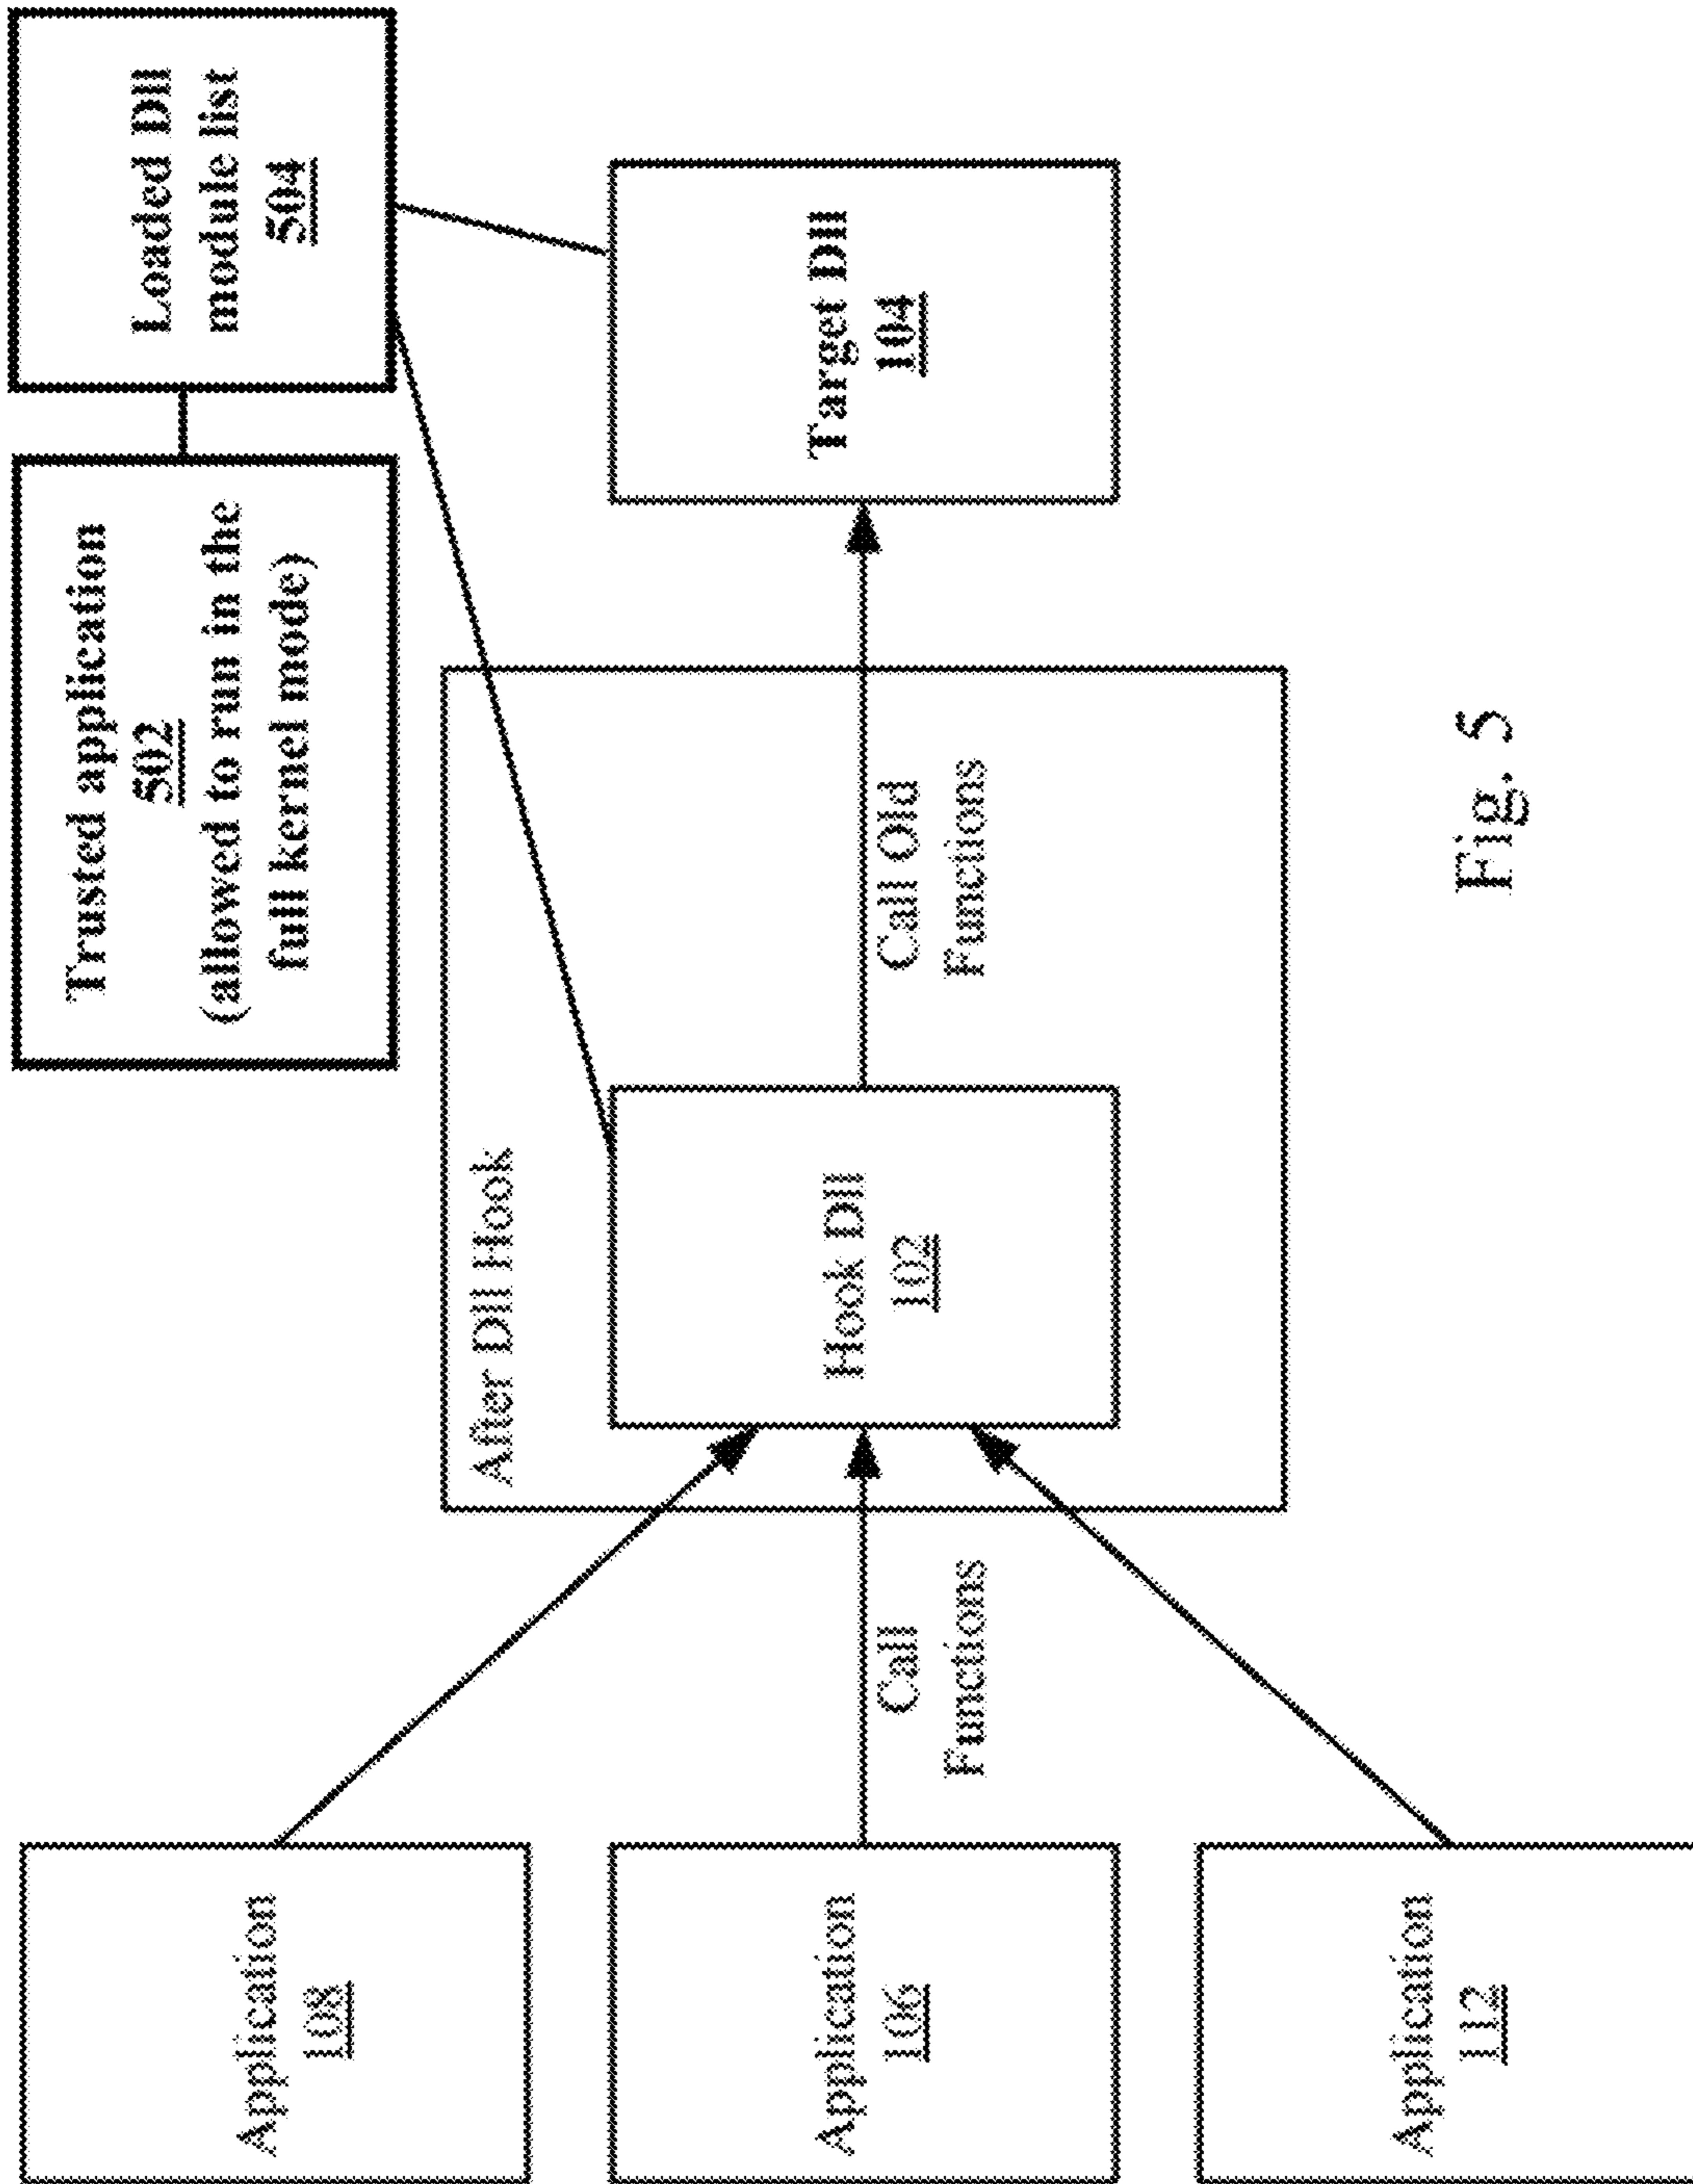 Trusted application
502
(allowed to run in the
full kernel mode)
Loaded Dll
module list
504
Application
108
After Dll Hook
Application
106
Call
Functions
Hook Dll
102
Call Old
Functions
Target Dll
104
Application
112
Fig. 5